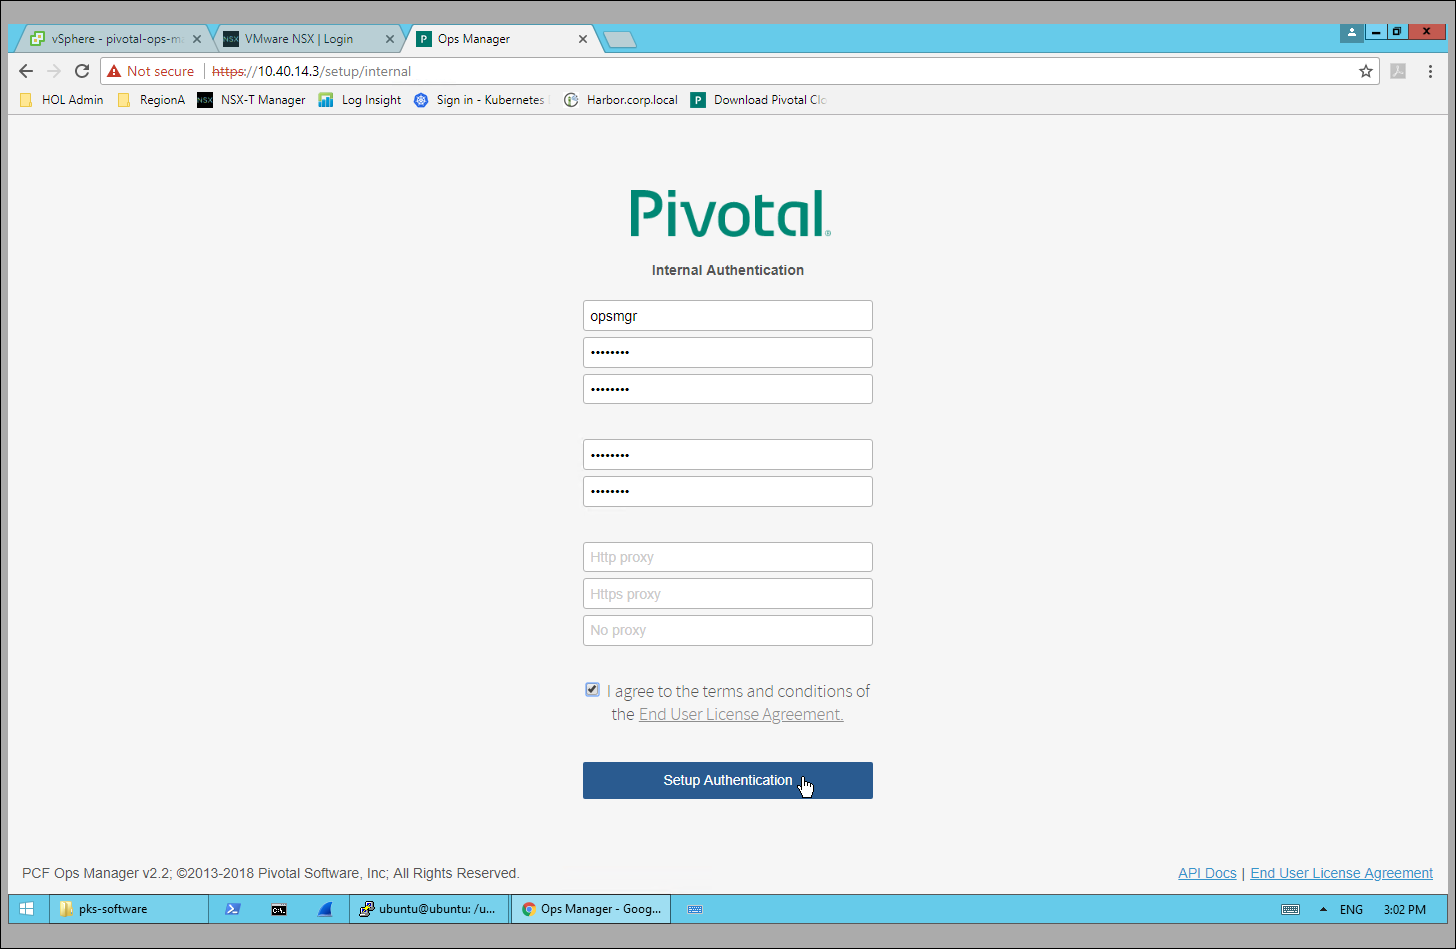 vSphere - pivotal-ops-m
VMware NSX | Login
Ops Manager
Not secure
https://10.40.14.3/setup/internal
HOL Admin
RegionA
NSX
NSX-T Manager
Log Insight
Sign in - Kubernetes
Harbor.corp.local
P
Download Pivotal Clo
Pivotal®
Internal Authentication
opsmgr
••••••••
••••••••
••••••••
••••••••
Http proxy
Https proxy
No proxy
I agree to the terms and conditions of
the End User License Agreement.
Setup Authentication
PCF Ops Manager v2.2; ©2013-2018 Pivotal Software, Inc; All Rights Reserved.
API Docs | End User License Agreement
pks-software
ubuntu@ubuntu: /u...
Ops Manager - Goog...
ENG
3:02 PM